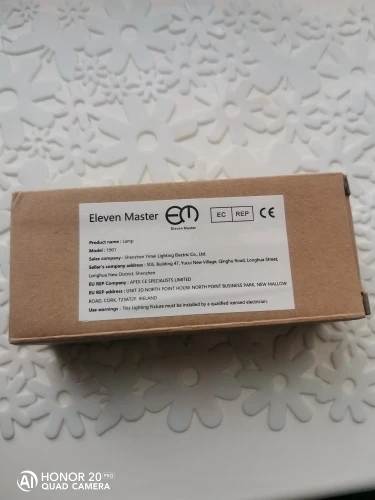 Eleven Master
EM
Eleven Master
EC REP
CE
Product name : Lamp
Model : 1901
Sales company : Shenzhen Yimei Lighting Electric Co., Ltd.
Seller's company address : 505, Building 47, Yuxin New Village, Qinghu Road, Longhua Street,
Longhua New District, Shenzhen
EU REP Company : APEX CE SPECIALISTS LIMITED
EU REP address : UNIT 3D NORTH POINT HOUSE NORTH POINT BUSINESS PARK, NEW MALLOW
ROAD, CORK, T23AT2P, IRELAND
Use warnings : This Lighting Fixture must be installed by a qualified licensed electrician.
AI HONOR 20 PRO
QUAD CAMERA